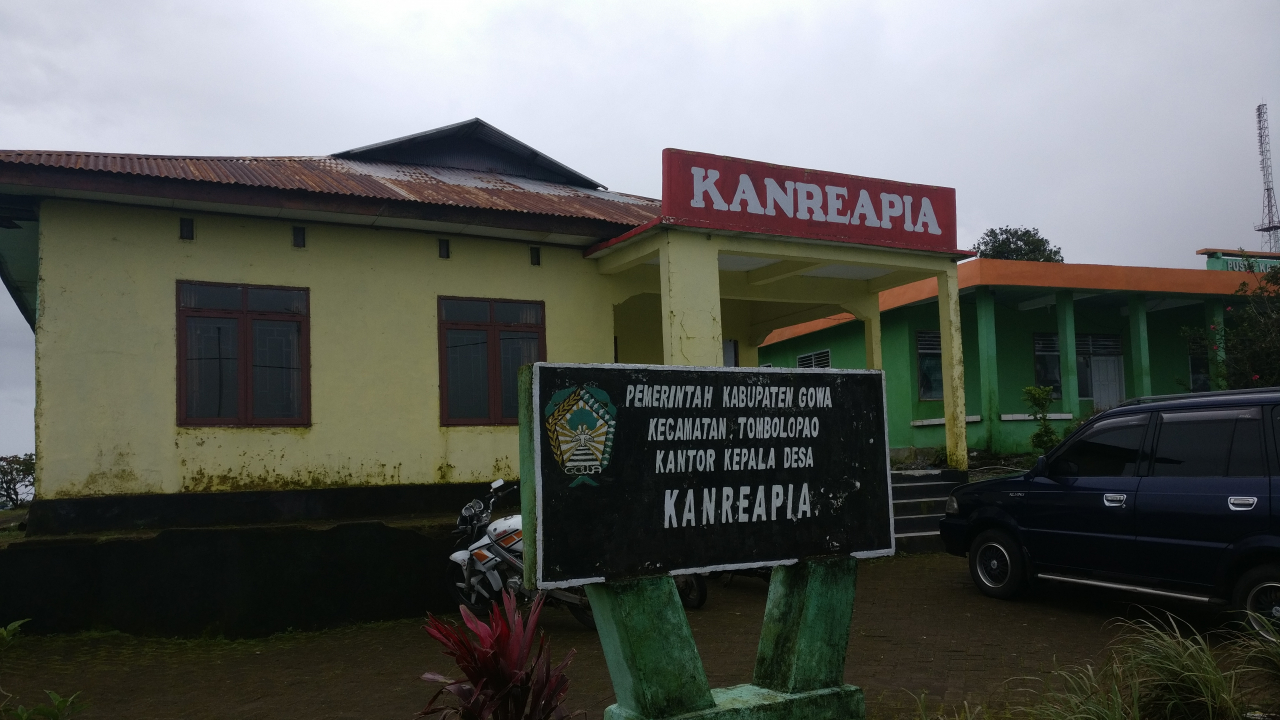 KANREAPIA
PEMERINTAH KABUPATEN GOWA
KECAMATAN TOMBOLOPAO
KANTOR KEPALA DESA
KANREAPIA
GOWA